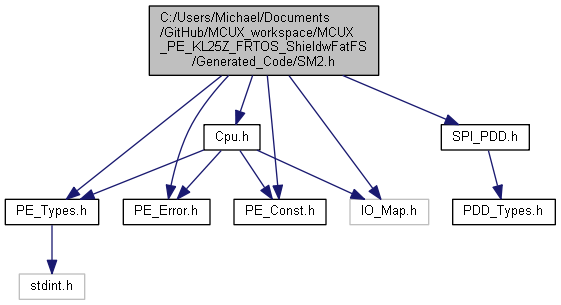 C:/Users/Michael/Documents
/GitHub/MCUX_workspace/MCUX
_PE_KL25Z_FRTOS_ShieldwFatFS
/Generated_Code/SM2.h
Cpu.h
SPI_PDD.h
PE_Types.h
PE_Error.h
PE_Const.h
IO_Map.h
PDD_Types.h
stdint.h